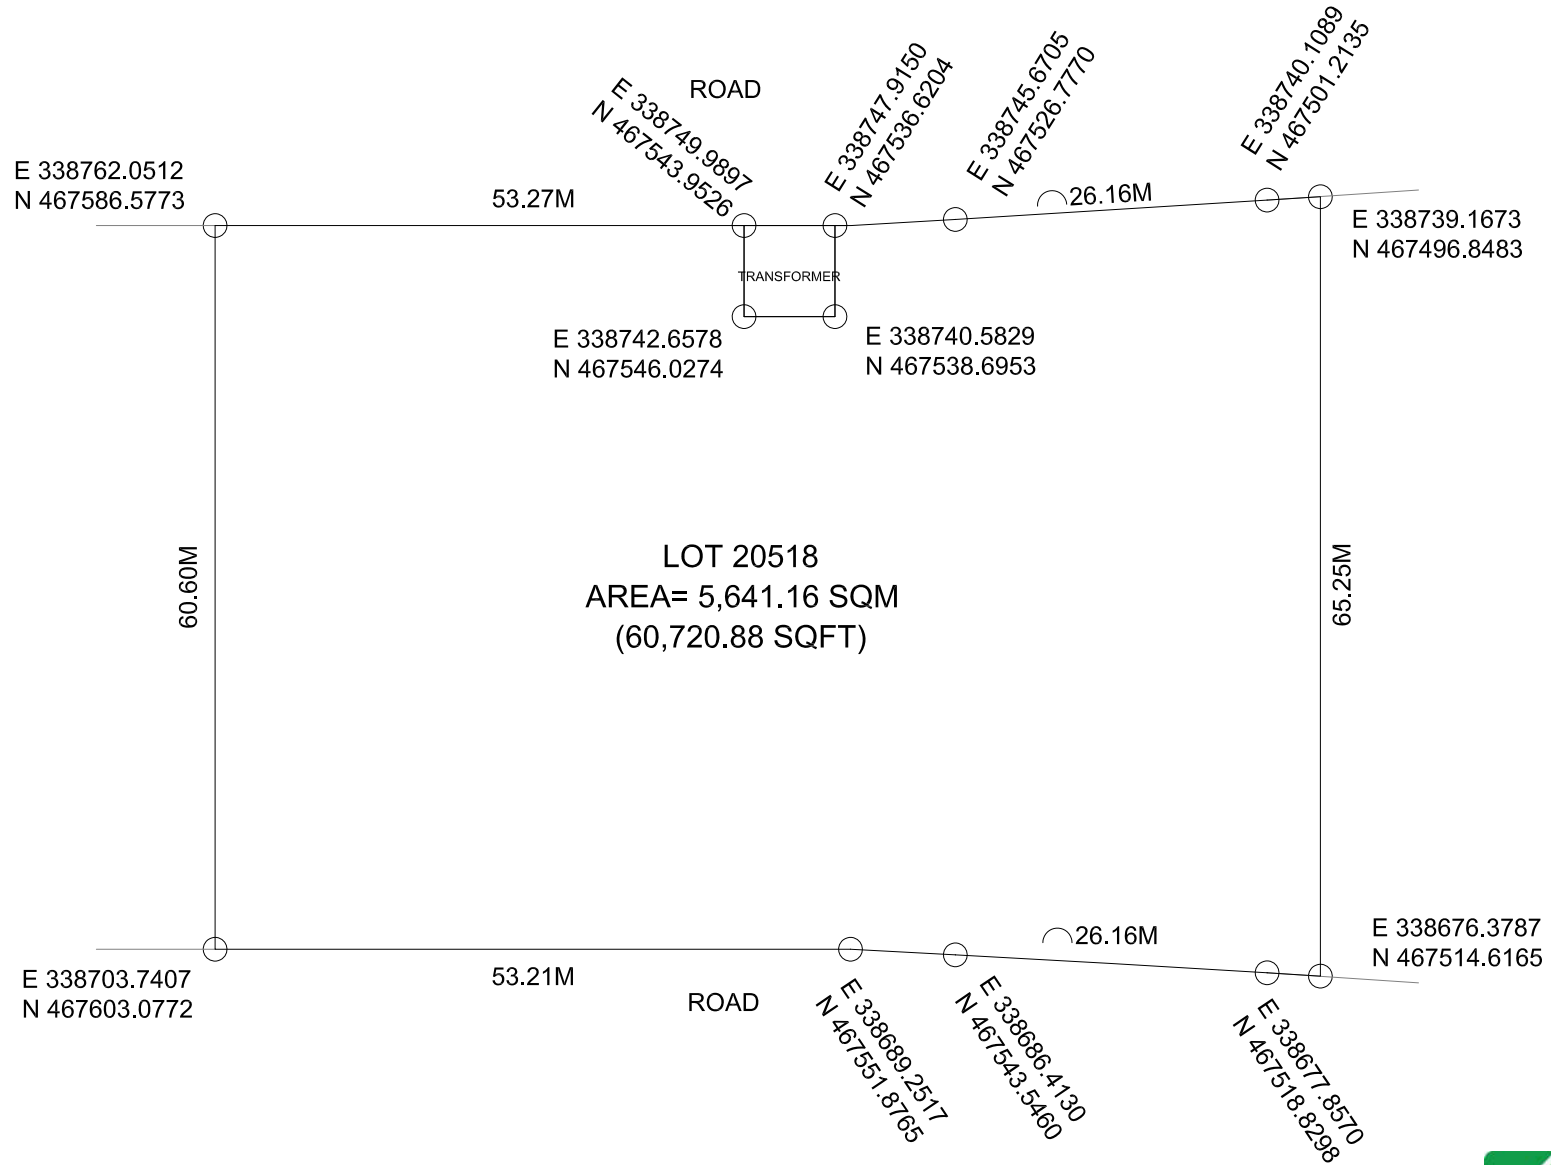 ROAD
E 338762.0512
N 467586.5773
53.27M
E 338749.9897
N 467543.9526
E 338747.9150
N 467536.6204
E 338745.6705
N 467526.7770
26.16M
E 338740.1089
N 467501.2135
E 338739.1673
N 467496.8483
TRANSFORMER
E 338742.6578
N 467546.0274
E 338740.5829
N 467538.6953
60.60M
LOT 20518
AREA= 5,641.16 SQM
(60,720.88 SQFT)
65.25M
E 338703.7407
N 467603.0772
53.21M
ROAD
E 338689.2517
N 467551.8765
E 338686.4130
N 467543.5460
26.16M
E 338677.8570
N 467518.8298
E 338676.3787
N 467514.6165